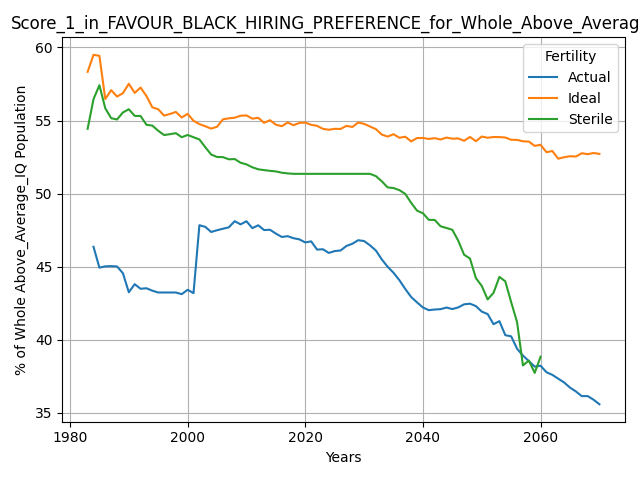 Score_1_in_FAVOUR_BLACK_HIRING_PREFERENCE_for_Whole_Above_Averag
% of Whole Above_Average_IQ Population
60
55
50
45
40
35
Fertility
Actual
Ideal
Sterile
1980
2000
2020
2040
2060
Years